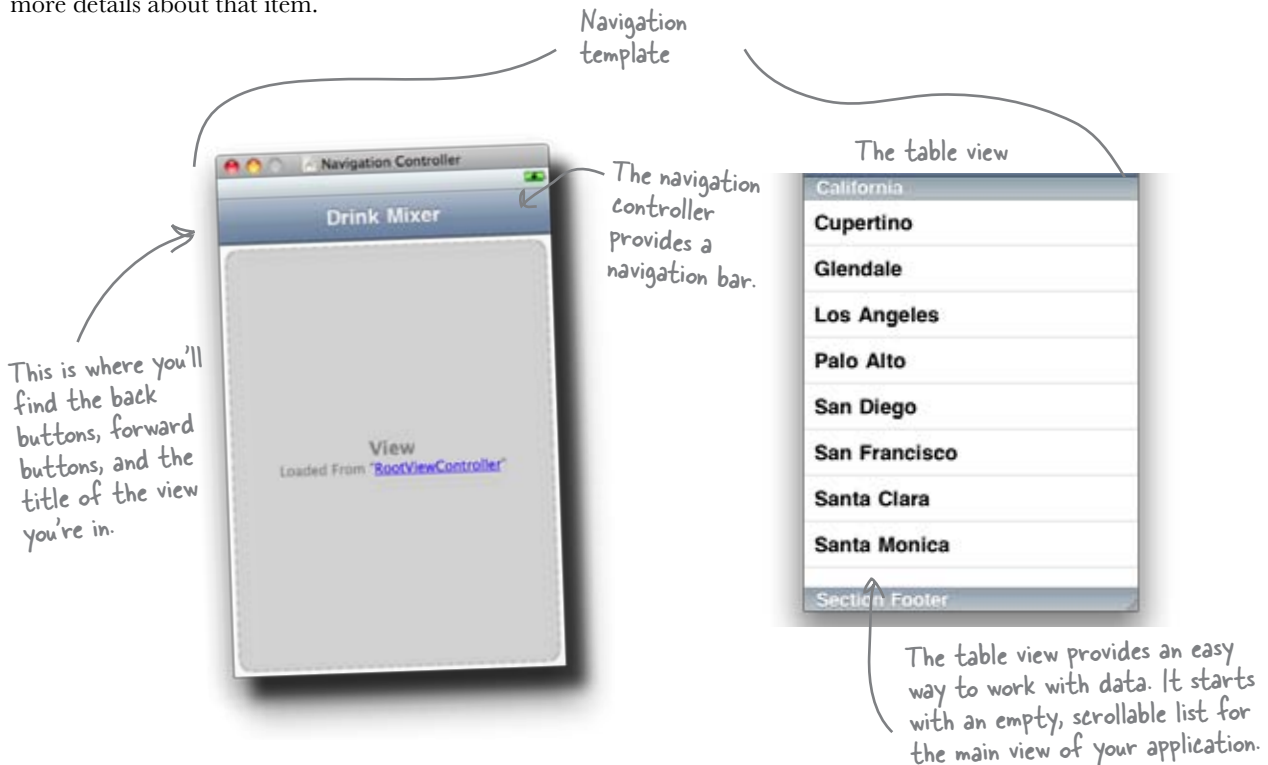 more details about that item.
Navigation
template
Navigation Controller
Drink Mixer
View
Loaded From "RootViewController"
The navigation
controller
provides a
navigation bar.
This is where you'll
find the back
buttons, forward
buttons, and the
title of the view
you're in.
The table view
California
Cupertino
Glendale
Los Angeles
Palo Alto
San Diego
San Francisco
Santa Clara
Santa Monica
Section Footer
The table view provides an easy
way to work with data. It starts
with an empty, scrollable list for
the main view of your application.